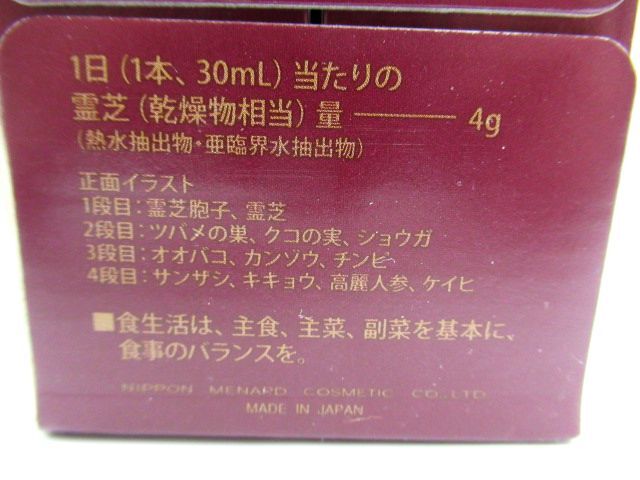 1日（1本、30mL）当たりの
霊芝（乾燥物相当）量 ――― 4g
（熱水抽出物・亜臨界水抽出物）
正面イラスト
1段目：霊芝胞子、霊芝
2段目：ツバメの巣、クコの実、ショウガ
3段目：オオバコ、カンゾウ、チンピ
4段目：サンザシ、キキョウ、高麗人参、ケイヒ
■食生活は、主食、主菜、副菜を基本に、
食事のバランスを。
NIPPON MENARD COSMETIC CO.,LTD.
MADE IN JAPAN